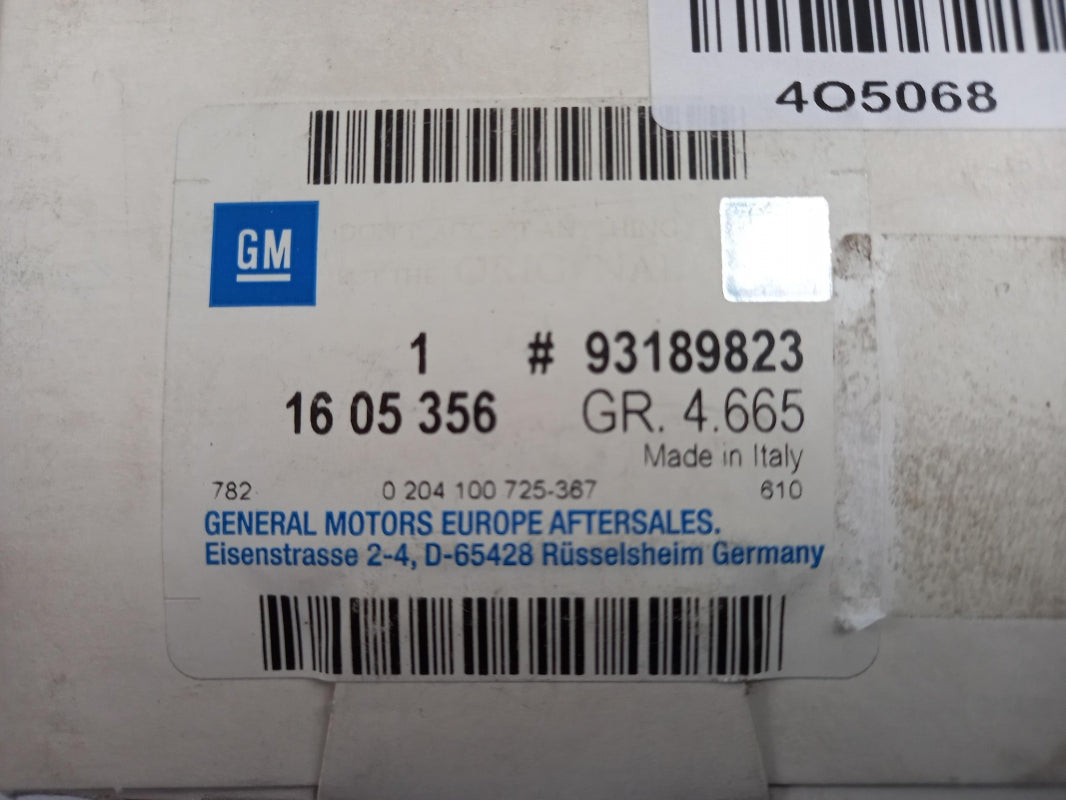 4O5068
GM
ORIGINAL
1 # 93189823
16 05 356 GR. 4.665
Made in Italy
782 0 204 100 725-367 610
GENERAL MOTORS EUROPE AFTERSALES.
Eisenstrasse 2-4, D-65428 Rüsselsheim Germany